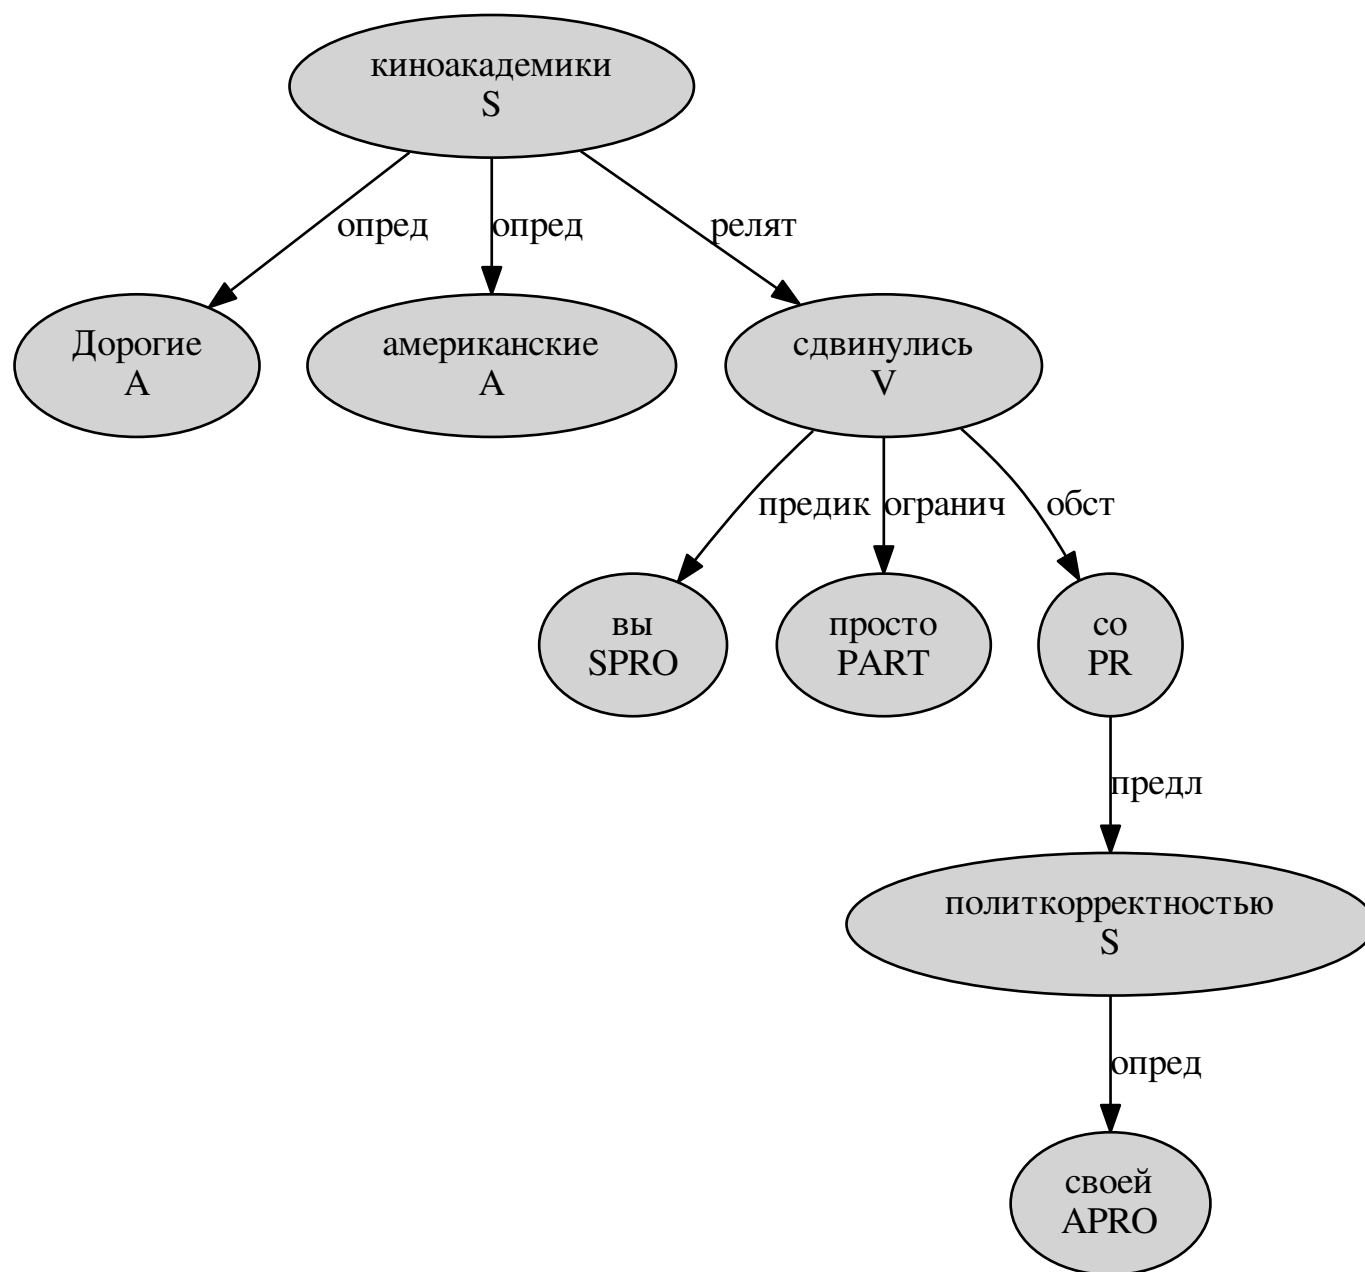 киноакадемики
S
опред
опред
релят
Дорогие
A
американские
A
сдвинулись
V
предик
огранич
обст
вы
SPRO
просто
PART
со
PR
предл
политкорректностью
S
опред
своей
APRO